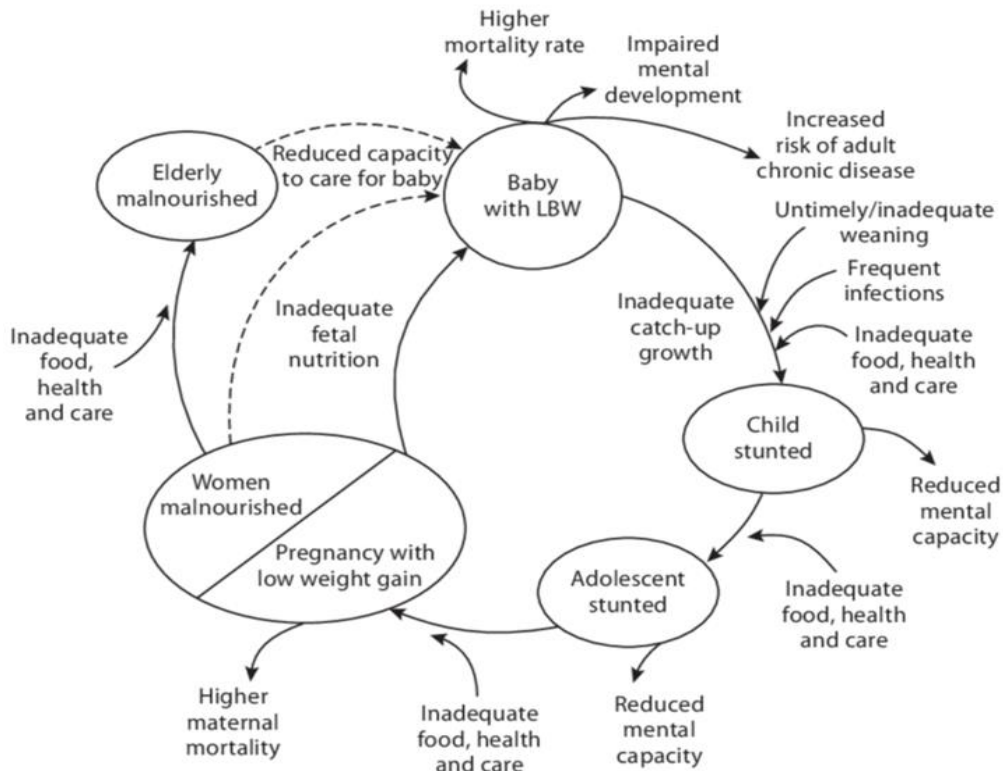 Higher
mortality rate
Impaired
mental
development
Increased
risk of adult
chronic disease
Elderly
malnourished
Reduced capacity
to care for baby
Baby
with LBW
Untimely/inadequate
weaning
Frequent
infections
Inadequate
food, health
and care
Inadequate
catch-up
growth
Inadequate
fetal
nutrition
Inadequate
food,
health
and care
Child
stunted
Reduced
mental
capacity
Women
malnourished
Pregnancy with
low weight gain
Adolescent
stunted
Inadequate
food, health
and care
Higher
maternal
mortality
Inadequate
food, health
and care
Reduced
mental
capacity